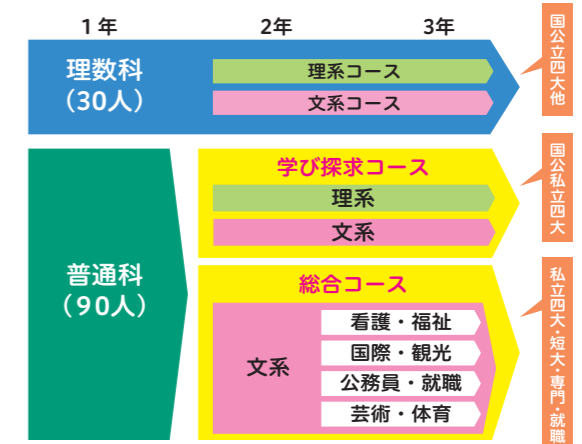 1年 2年 3年
理数科
（30人）
理系コース
文系コース
国公立四大他
普通科
（90人）
学び探求コース
理系
文系
国公私立四大
総合コース
文系
看護・福祉
国際・観光
公務員・就職
芸術・体育
私立四大・短大・専門・就職